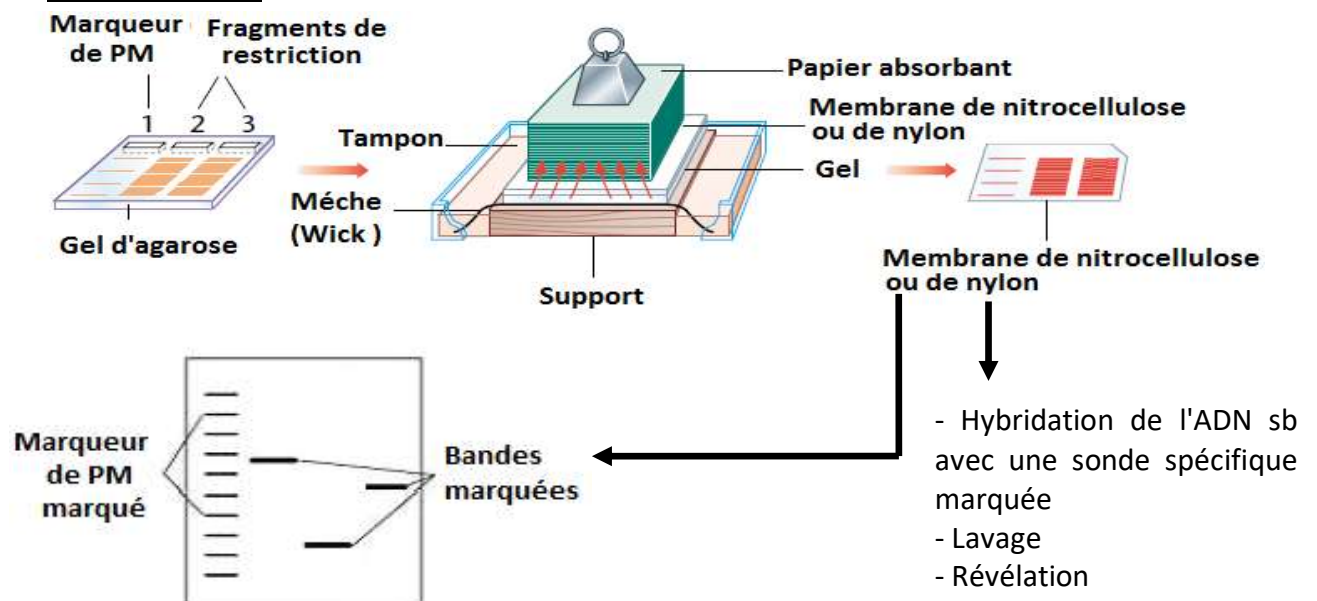 Marqueur
de PM
Fragments de
restriction
1 2 3
Gel d'agarose
Tampon
Méche
(Wick )
Support
Papier absorbant
Membrane de nitrocellulose
ou de nylon
Gel
Membrane de nitrocellulose
ou de nylon
- Hybridation de l'ADN sb
avec une sonde spécifique
marquée
- Lavage
- Révélation
Marqueur
de PM
marqué
Bandes
marquées